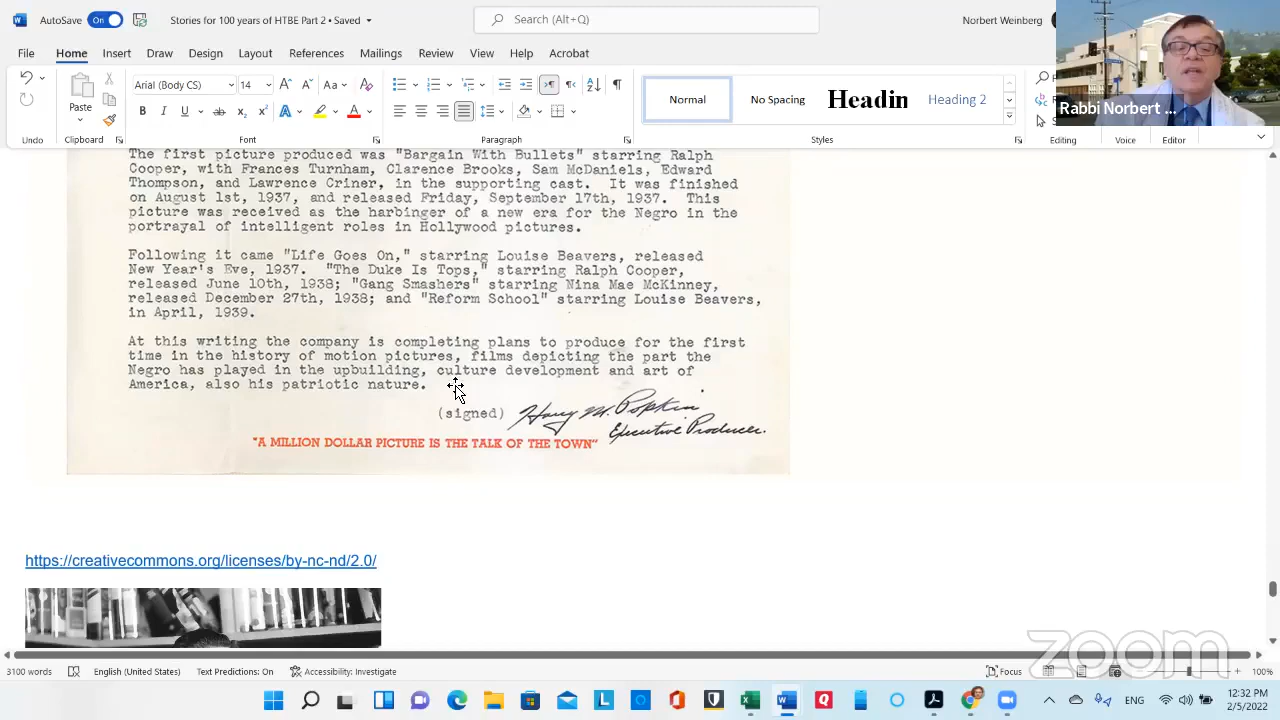 AutoSave On Stories for 100 years of HTBE Part 2 • Saved Search (Alt+Q) Norbert Weinberg
File Home Insert Draw Design Layout References Mailings Review View Help Acrobat
Rabbi Norbert ...
Paste
Arial (Body CS) 14
Normal No Spacing Headin Heading 2
Undo Clipboard Font Paragraph Styles Editing Voice Editor
The first picture produced was "Bargain With Bullets" starring Ralph
Cooper, with Frances Turnham, Clarence Brooks, Sam McDaniels, Edward
Thompson, and Lawrence Criner, in the supporting cast. It was finished
on August 1st, 1937, and released Friday, September 17th, 1937. This
picture was received as the harbinger of a new era for the Negro in the
portrayal of intelligent roles in Hollywood pictures.
Following it came "Life Goes On," starring Louise Beavers, released
New Year's Eve, 1937. "The Duke Is Tops," starring Ralph Cooper,
released June 10th, 1938; "Gang Smashers" starring Nina Mae McKinney,
released December 27th, 1938; and "Reform School" starring Louise Beavers,
in April, 1939.
At this writing the company is completing plans to produce for the first
time in the history of motion pictures, films depicting the part the
Negro has played in the upbuilding, culture development and art of
America, also his patriotic nature.
(signed) Harry M. Popkin
Executive Producer.
"A MILLION DOLLAR PICTURE IS THE TALK OF THE TOWN"
https://creativecommons.org/licenses/by-nc-nd/2.0/
zoom
3100 words English (United States) Text Predictions: On Accessibility: Investigate Focus 100%
ENG 12:32 PM
2/5/2022